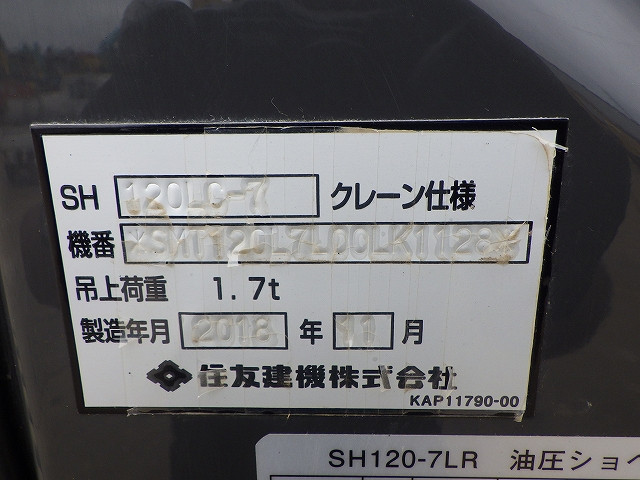 SH 120LC-7 クレーン仕様
機番
吊上荷重 1.7t
製造年月 2018 年 11 月
住友建機株式会社
KAP11790-00
SH120-7LR 油圧ショベ